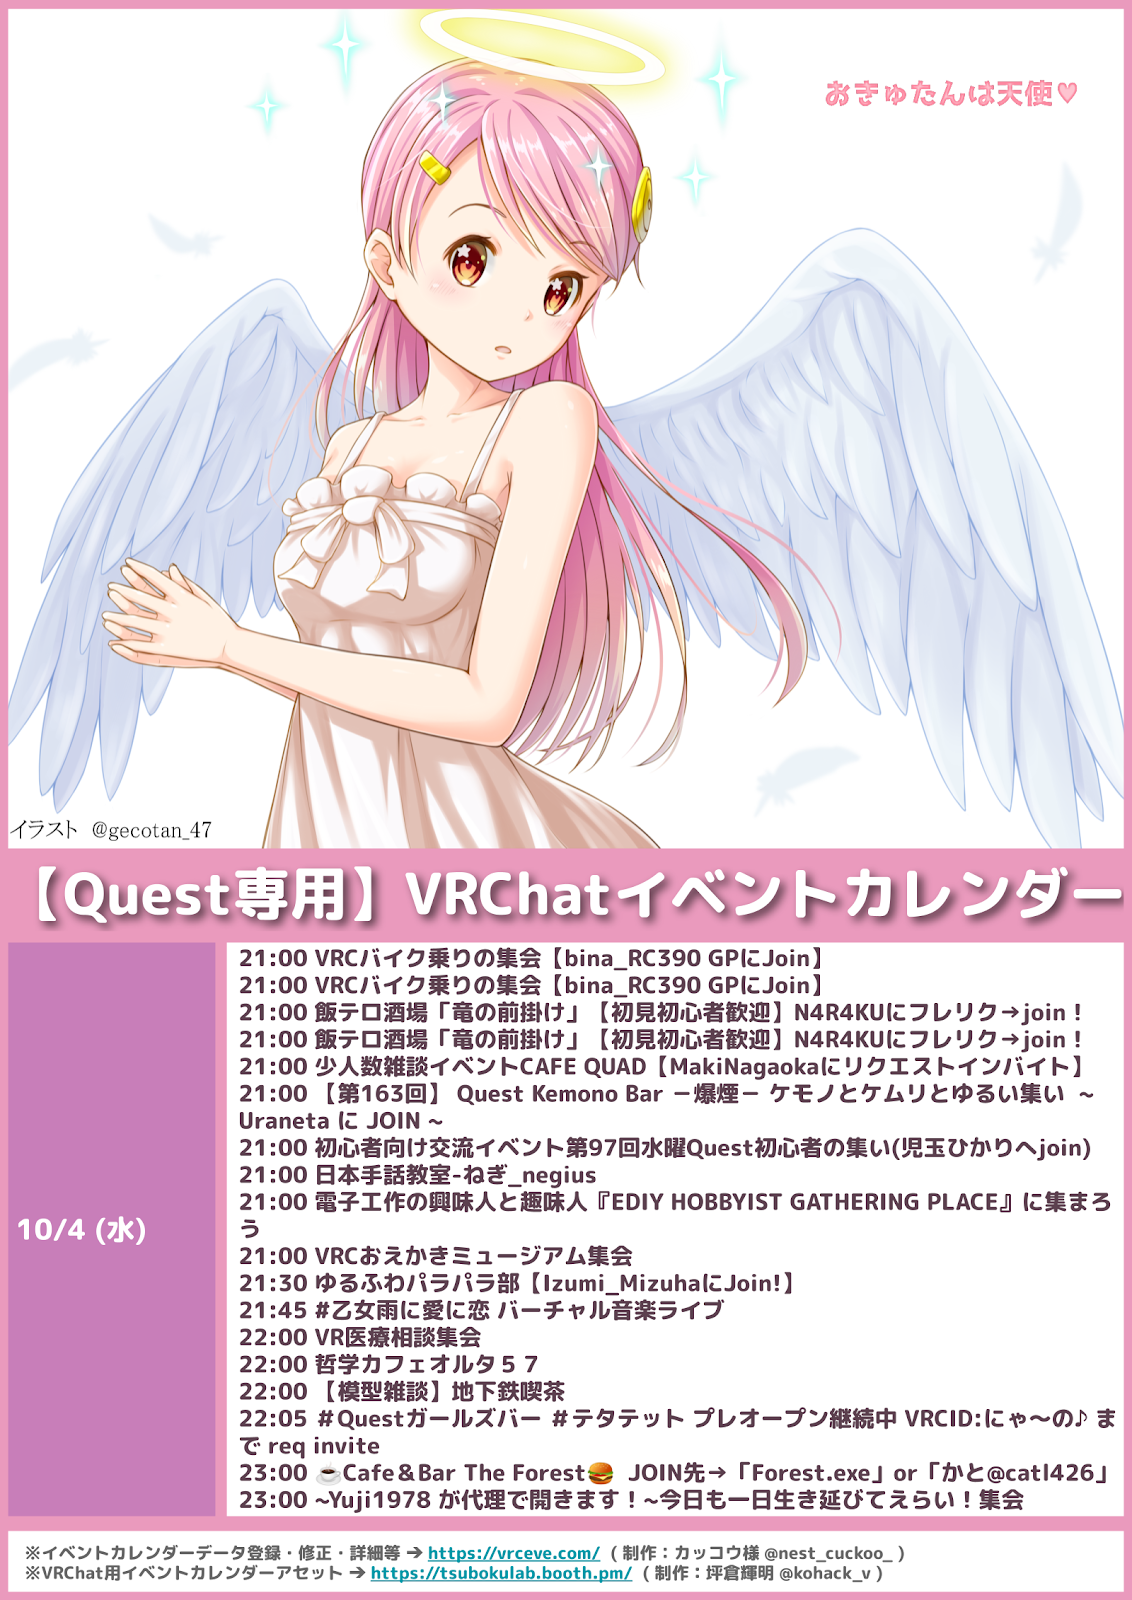 おきゅたんは天使♥
イラスト @gecotan_47
【Quest専用】VRChatイベントカレンダー
10/4 (水)
21:00 VRCバイク乗りの集会【bina_RC390 GPにJoin】
21:00 VRCバイク乗りの集会【bina_RC390 GPにJoin】
21:00 飯テロ酒場「竜の前掛け」【初見初心者歓迎】N4R4KUにフレリク→join！
21:00 飯テロ酒場「竜の前掛け」【初見初心者歓迎】N4R4KUにフレリク→join！
21:00 少人数雑談イベントCAFE QUAD【MakiNagaokaにリクエストインバイト】
21:00 【第163回】 Quest Kemono Bar －爆煙－ ケモノとケムリとゆるい集い ～
Uraneta に JOIN ~
21:00 初心者向け交流イベント第97回水曜Quest初心者の集い(児玉ひかりへjoin)
21:00 日本手話教室-ねぎ_negius
21:00 電子工作の興味人と趣味人『EDIY HOBBYIST GATHERING PLACE』に集まろ
う
21:00 VRCおえかきミュージアム集会
21:30 ゆるふわパラパラ部【Izumi_MizuhaにJoin!】
21:45 #乙女雨に愛に恋 バーチャル音楽ライブ
22:00 VR医療相談集会
22:00 哲学カフェオルタ５７
22:00 【模型雑談】地下鉄喫茶
22:05 ＃Questガールズバー ＃テタテット プレオープン継続中 VRCID:にゃ～の♪ ま
で req invite
23:00 ☕Cafe＆Bar The Forest🍔 JOIN先→「Forest.exe」or「かと@catl426」
23:00 ~Yuji1978 が代理で開きます！~今日も一日生き延びてえらい！集会
※イベントカレンダーデータ登録・修正・詳細等 ➔ https://vrceve.com/ （ 制作：カッコウ様 @nest_cuckoo_ ）
※VRChat用イベントカレンダーアセット ➔ https://tsubokulab.booth.pm/ （ 制作：坪倉輝明 @kohack_v ）